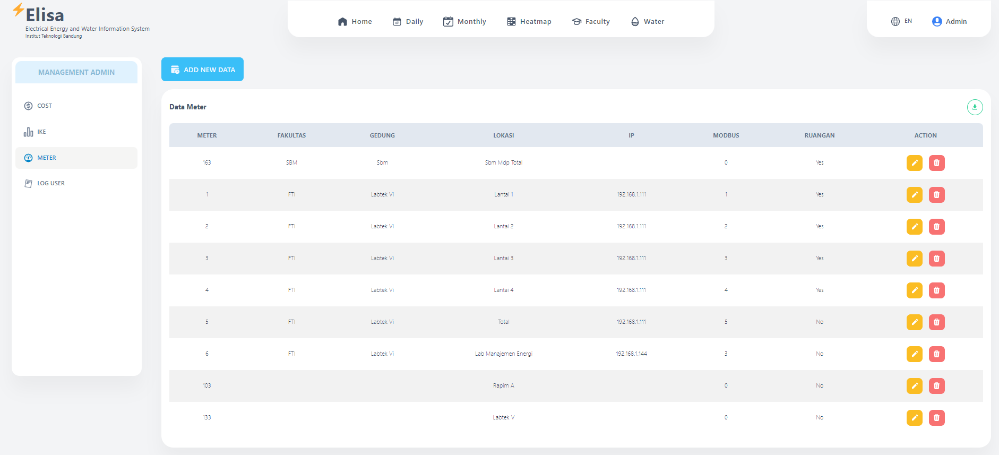 Elisa
Electrical Energy and Water Information System
Institut Teknologi Bandung
Home Daily Monthly Heatmap Faculty Water
EN Admin
MANAGEMENT ADMIN
COST
IKE
METER
LOG USER
ADD NEW DATA
Data Meter
METER FAKULTAS GEDUNG LOKASI IP MODBUS RUANGAN ACTION
163 SBM Sbm Sbm Mdp Total 0 Yes
1 FTI Labtek Vi Lantai 1 192.168.1.111 1 Yes
2 FTI Labtek Vi Lantai 2 192.168.1.111 2 Yes
3 FTI Labtek Vi Lantai 3 192.168.1.111 3 Yes
4 FTI Labtek Vi Lantai 4 192.168.1.111 4 Yes
5 FTI Labtek Vi Total 192.168.1.111 5 No
6 FTI Labtek Vi Lab Manajemen Energi 192.168.1.144 3 No
103 Rapim A 0 No
133 Labtek V 0 No